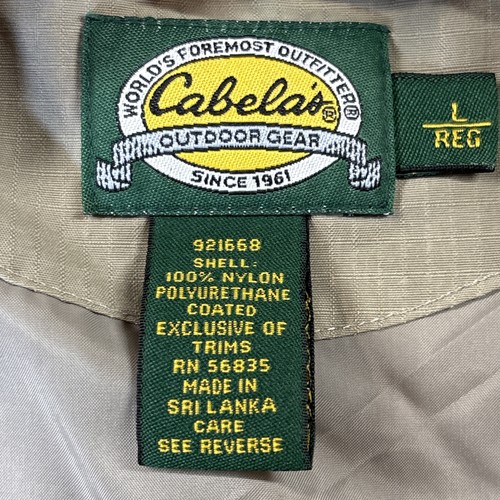 WORLD'S FOREMOST OUTFITTER®
Cabela's®
OUTDOOR GEAR
SINCE 1961
L
REG
921668
SHELL:
100% NYLON
POLYURETHANE
COATED
EXCLUSIVE OF
TRIMS
RN 56835
MADE IN
SRI LANKA
CARE
SEE REVERSE